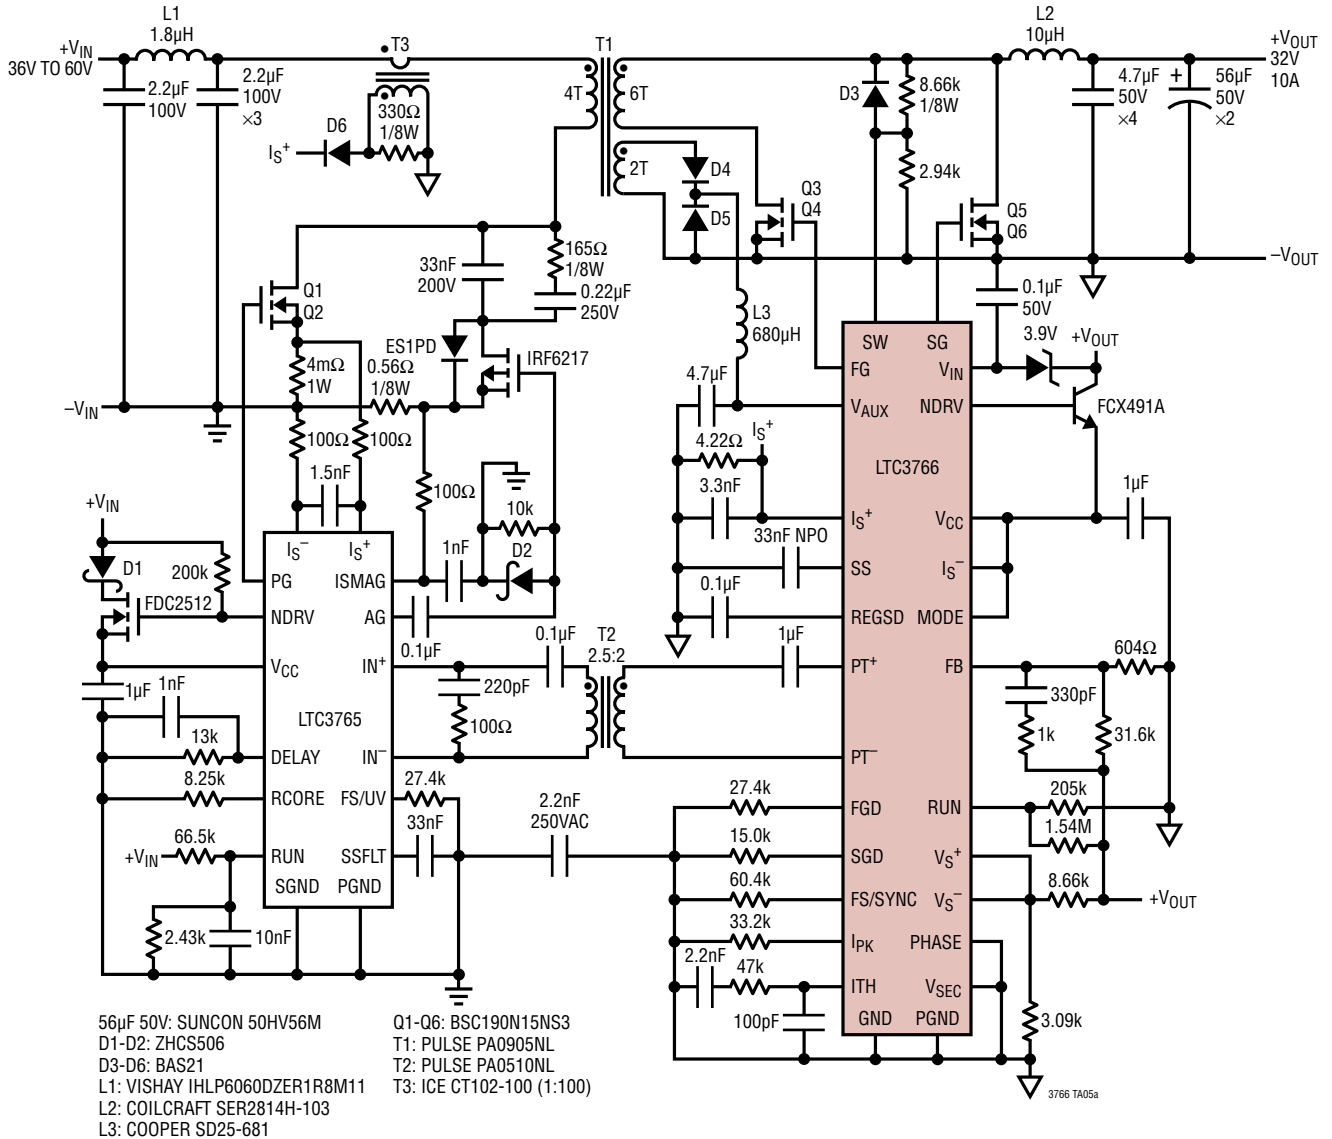 L1
1.8µH
+VIN
36V TO 60V
2.2µF
100V
2.2µF
100V
×3
T3
330Ω
1/8W
D6
IS+
T1
4T
6T
2T
D4
D5
Q3
Q4
D3
8.66k
1/8W
2.94k
L2
10µH
+VOUT
32V
10A
4.7µF
50V
×4
+
56µF
50V
×2
Q5
Q6
–VOUT
33nF
200V
165Ω
1/8W
0.22µF
250V
Q1
Q2
ES1PD
IRF6217
4mΩ
1W
0.56Ω
1/8W
–VIN
100Ω
100Ω
1.5nF
100Ω
10k
D2
1nF
L3
680µH
4.7µF
4.22Ω
IS+
3.3nF
33nF NPO
0.1µF
0.1µF
50V
3.9V
+VOUT
FCX491A
1µF
SW
SG
FG
VIN
VAUX
NDRV
LTC3766
IS+
VCC
SS
IS–
REGSD
MODE
PT+
FB
PT–
FGD
RUN
SGD
VS+
FS/SYNC
VS–
IPK
PHASE
ITH
VSEC
GND
PGND
+VIN
D1
200k
FDC2512
1µF
1nF
13k
8.25k
66.5k
+VIN
2.43k
10nF
IS–
IS+
PG
ISMAG
NDRV
AG
VCC
IN+
LTC3765
DELAY
IN–
RCORE
FS/UV
RUN
SSFLT
SGND
PGND
0.1µF
0.1µF
T2
2.5:2
1µF
220pF
100Ω
27.4k
33nF
2.2nF
250VAC
27.4k
15.0k
60.4k
33.2k
2.2nF
47k
100pF
604Ω
330pF
1k
31.6k
205k
1.54M
8.66k
+VOUT
3.09k
56µF 50V: SUNCON 50HV56M
D1-D2: ZHCS506
D3-D6: BAS21
L1: VISHAY IHLP6060DZER1R8M11
L2: COILCRAFT SER2814H-103
L3: COOPER SD25-681
Q1-Q6: BSC190N15NS3
T1: PULSE PA0905NL
T2: PULSE PA0510NL
T3: ICE CT102-100 (1:100)
3766 TA05a